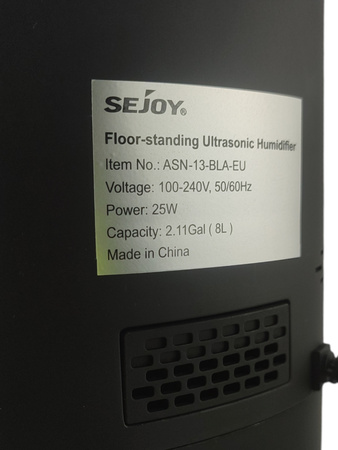 SEJOY®
Floor-standing Ultrasonic Humidifier
Item No.: ASN-13-BLA-EU
Voltage: 100-240V, 50/60Hz
Power: 25W
Capacity: 2.11Gal ( 8L )
Made in China